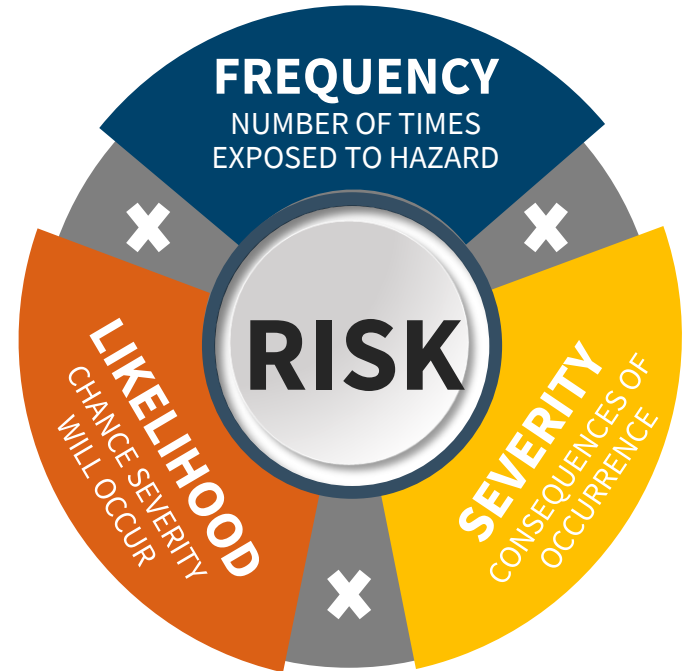 FREQUENCY
NUMBER OF TIMES
EXPOSED TO HAZARD
RISK
LIKELIHOOD
CHANCE SEVERITY
WILL OCCUR
SEVERITY
CONSEQUENCES OF
OCCURRENCE